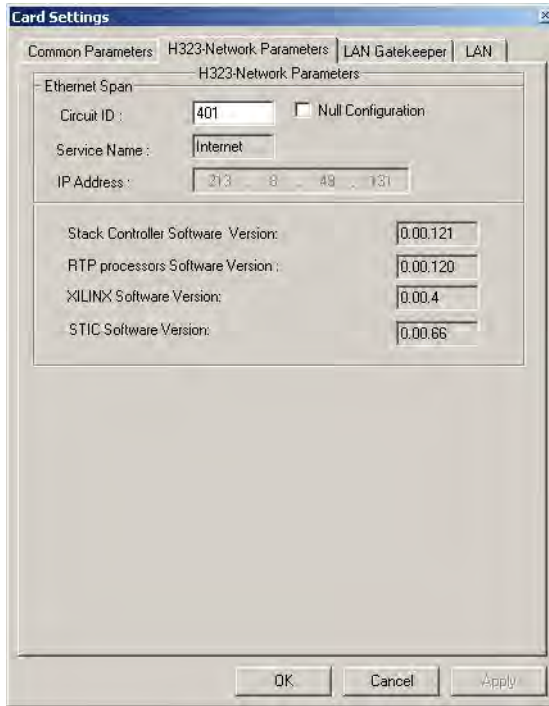 Card Settings
Common Parameters H323-Network Parameters LAN Gatekeeper LAN
H323-Network Parameters
Ethernet Span
Circuit ID : 401 Null Configuration
Service Name : Internet
IP Address : 213 . 8 . 49 . 131
Stack Controller Software Version: 0.00.121
RTP processors Software Version : 0.00.120
XILINX Software Version: 0.00.4
STIC Software Version: 0.00.66
OK Cancel Apply